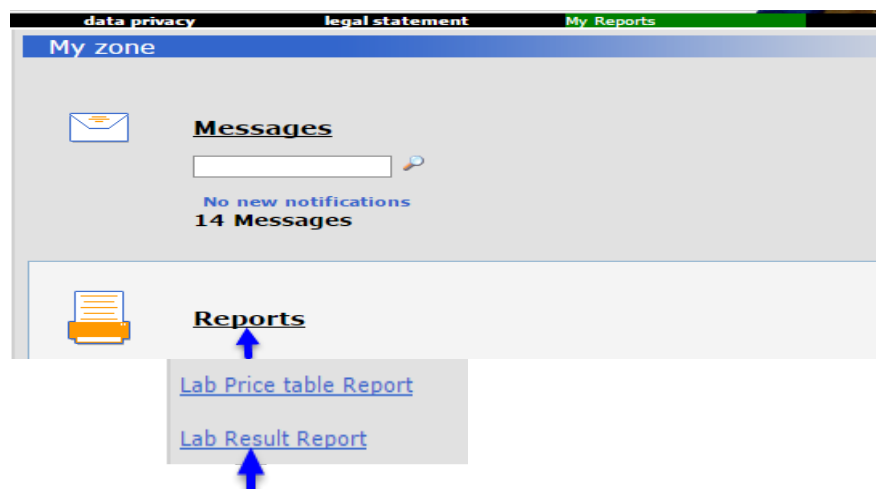 data privacy legal statement My Reports
My zone
Messages
No new notifications
14 Messages
Reports
Lab Price table Report
Lab Result Report